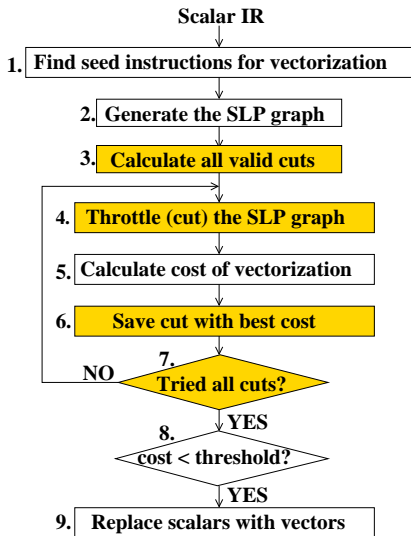 Scalar IR
1. Find seed instructions for vectorization
2. Generate the SLP graph
3. Calculate all valid cuts
4. Throttle (cut) the SLP graph
5. Calculate cost of vectorization
6. Save cut with best cost
7.
NO
Tried all cuts?
YES
8.
cost < threshold?
YES
9. Replace scalars with vectors